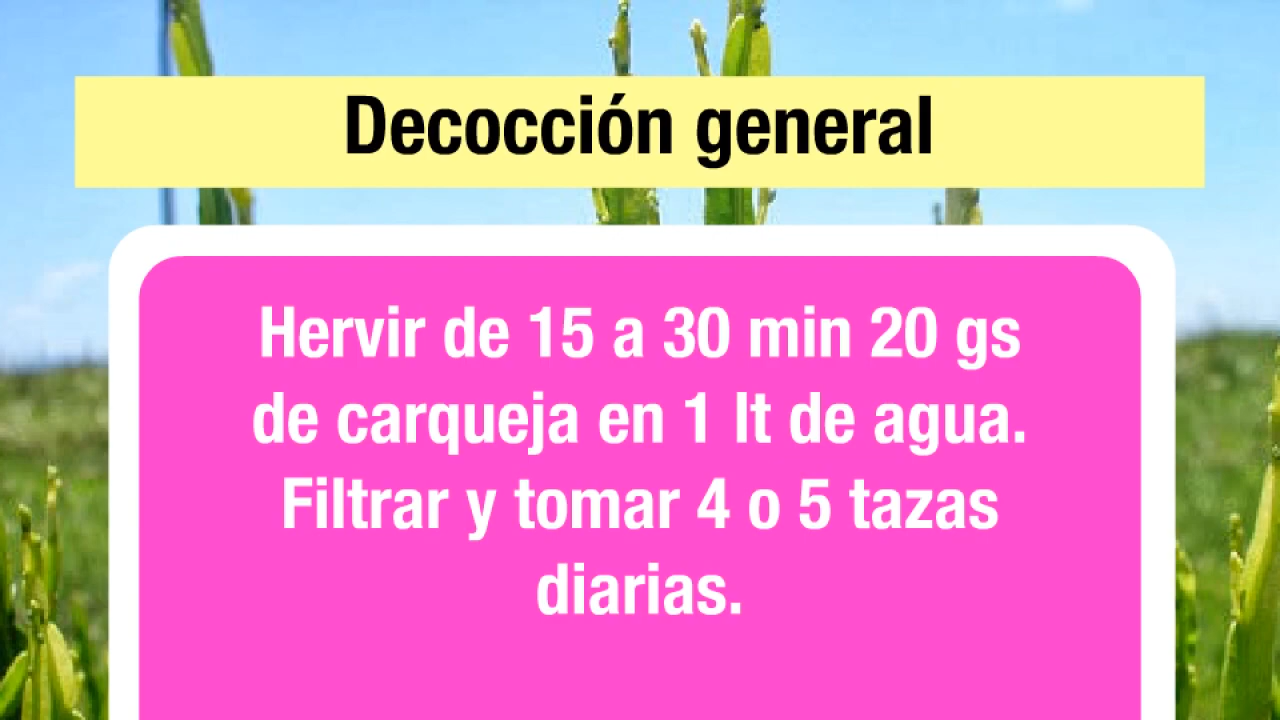 Decocción general
Hervir de 15 a 30 min 20 gs
de carqueja en 1 lt de agua.
Filtrar y tomar 4 o 5 tazas
diarias.